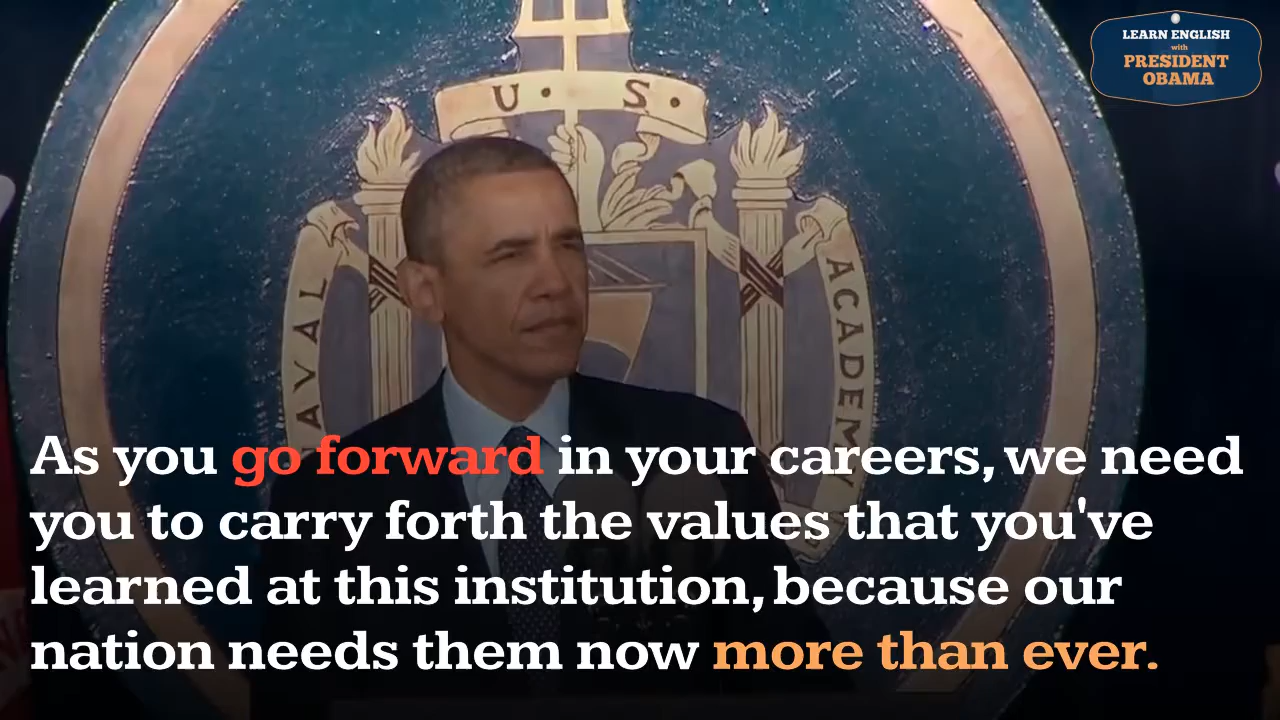 LEARN ENGLISH
with
PRESIDENT
OBAMA
U · S ·
AVAL
ACADEMY
As you go forward in your careers, we need
you to carry forth the values that you've
learned at this institution, because our
nation needs them now more than ever.